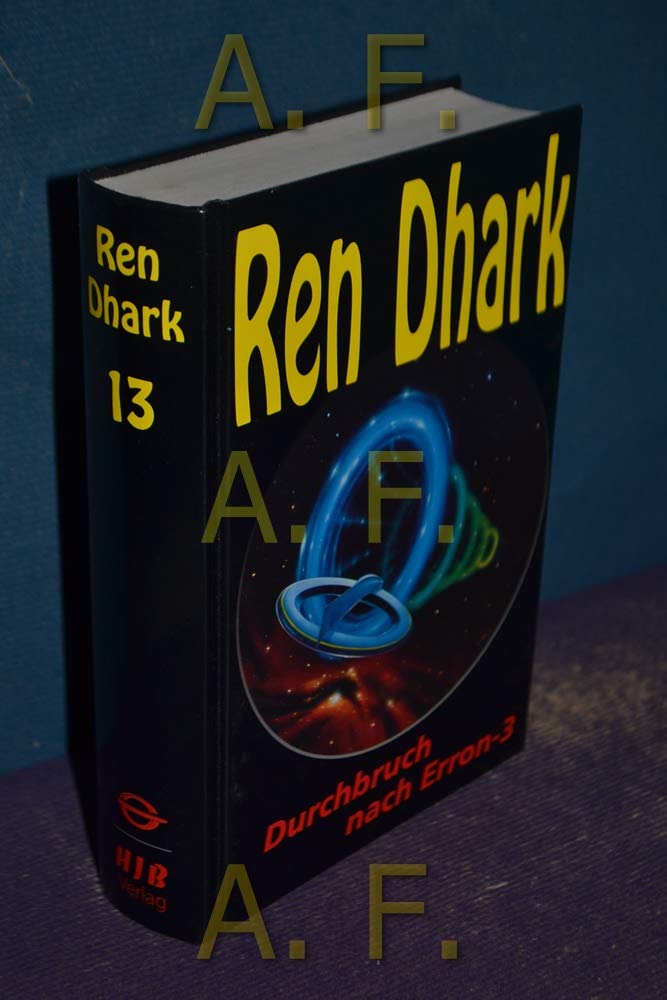 A. F.
Ren
Dhark
13
HJB
Verlag
Ren Dhark
A. F.
Durchbruch
nach Erron-3
A. F.